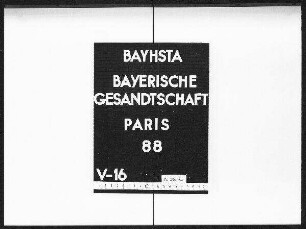 BAYHSTA
BAYERISCHE
GESANDTSCHAFT
PARIS
88
V-16